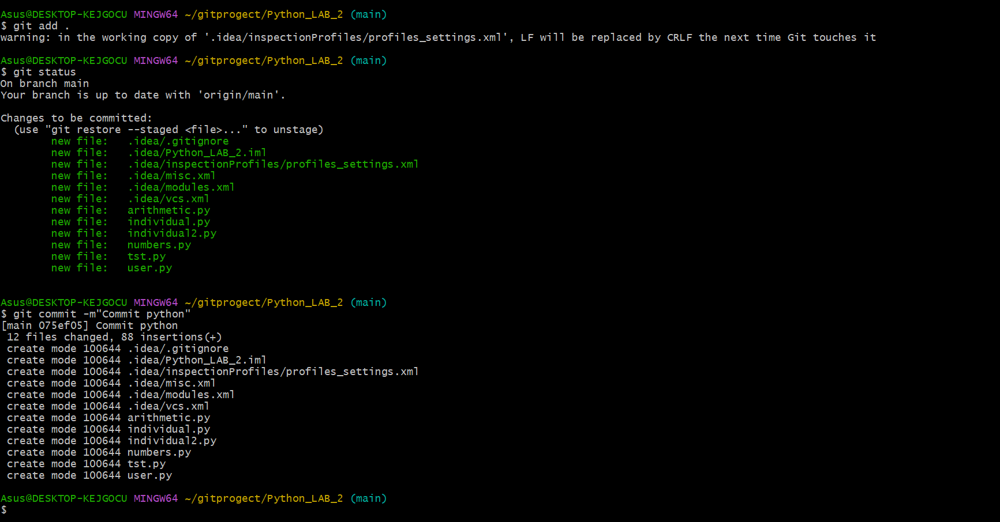 Asus@DESKTOP-KEJGOCU MINGW64 ~/gitprogect/Python_LAB_2 (main)
$ git add .
warning: in the working copy of '.idea/inspectionProfiles/profiles_settings.xml', LF will be replaced by CRLF the next time Git touches it
Asus@DESKTOP-KEJGOCU MINGW64 ~/gitprogect/Python_LAB_2 (main)
$ git status
On branch main
Your branch is up to date with 'origin/main'.
Changes to be committed:
  (use "git restore --staged <file>..." to unstage)
        new file:   .idea/.gitignore
        new file:   .idea/Python_LAB_2.iml
        new file:   .idea/inspectionProfiles/profiles_settings.xml
        new file:   .idea/misc.xml
        new file:   .idea/modules.xml
        new file:   .idea/vcs.xml
        new file:   arithmetic.py
        new file:   individual.py
        new file:   individual2.py
        new file:   numbers.py
        new file:   tst.py
        new file:   user.py
Asus@DESKTOP-KEJGOCU MINGW64 ~/gitprogect/Python_LAB_2 (main)
$ git commit -m"Commit python"
[main 075ef05] Commit python
 12 files changed, 88 insertions(+)
 create mode 100644 .idea/.gitignore
 create mode 100644 .idea/Python_LAB_2.iml
 create mode 100644 .idea/inspectionProfiles/profiles_settings.xml
 create mode 100644 .idea/misc.xml
 create mode 100644 .idea/modules.xml
 create mode 100644 .idea/vcs.xml
 create mode 100644 arithmetic.py
 create mode 100644 individual.py
 create mode 100644 individual2.py
 create mode 100644 numbers.py
 create mode 100644 tst.py
 create mode 100644 user.py
Asus@DESKTOP-KEJGOCU MINGW64 ~/gitprogect/Python_LAB_2 (main)
$